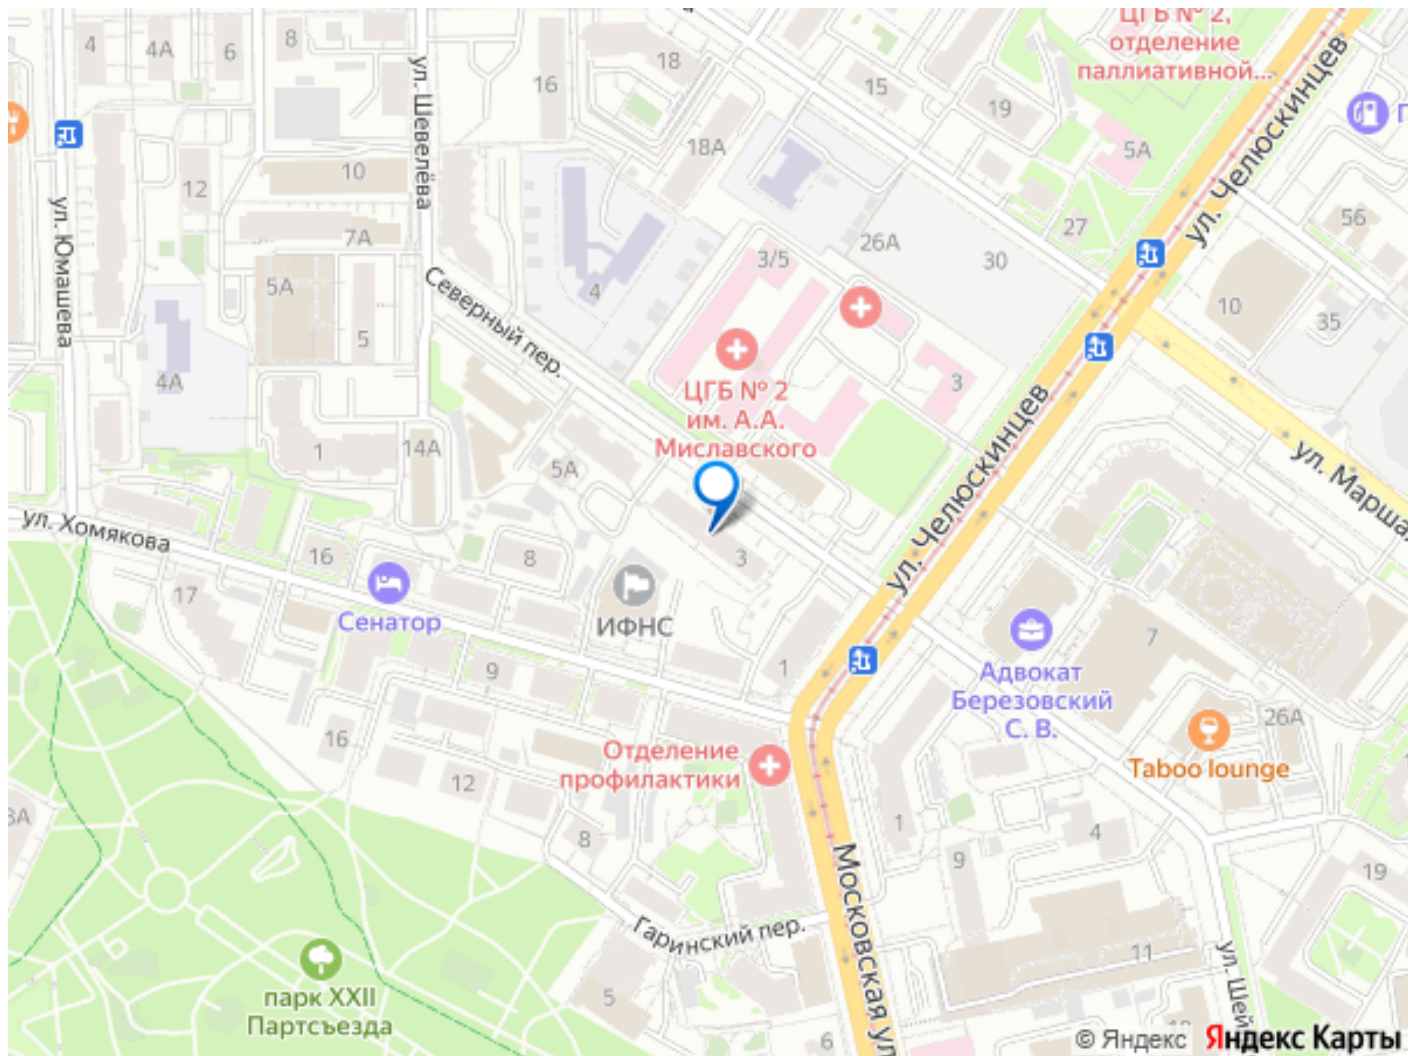 4
4А
6
8
ул. Шевелёва
16
18
15
19
ЦГБ № 2,
отделение
паллиативной...
ул. Челюскинцев
18А
5А
10
12
ул. Юмашева
7А
27
56
26А
30
3/5
4
5А
5
10
35
Северный пер.
4А
3
ЦГБ № 2
им. А.А.
Миславского
1
14А
5А
ул. Челюскинцев
ул. Марша
ул. Хомякова
16
8
3
17
Сенатор
ИФНС
9
1
7
Адвокат
Березовский
С. В.
26А
Taboo lounge
16
12
Отделение
профилактики
8
1
9
4
19
3А
Московская ул
Гаринский пер.
11
ул. Шей
5
парк XXII
Партсъезда
© Яндекс Яндекс Карты